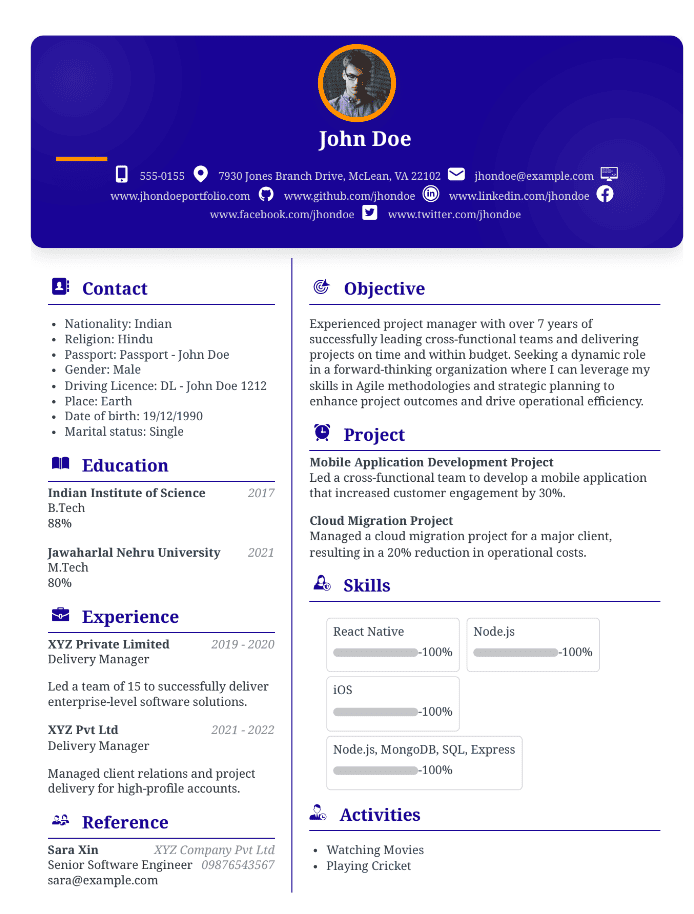 John Doe
555-0155 7930 Jones Branch Drive, McLean, VA 22102 jhondoe@example.com
www.jhondoeportfolio.com www.github.com/jhondoe www.linkedin.com/jhondoe
www.facebook.com/jhondoe www.twitter.com/jhondoe
Contact
• Nationality: Indian
• Religion: Hindu
• Passport: Passport - John Doe
• Gender: Male
• Driving Licence: DL - John Doe 1212
• Place: Earth
• Date of birth: 19/12/1990
• Marital status: Single
Education
Indian Institute of Science 2017
B.Tech
88%
Jawaharlal Nehru University 2021
M.Tech
80%
Experience
XYZ Private Limited 2019 - 2020
Delivery Manager
Led a team of 15 to successfully deliver
enterprise-level software solutions.
XYZ Pvt Ltd 2021 - 2022
Delivery Manager
Managed client relations and project
delivery for high-profile accounts.
Reference
Sara Xin XYZ Company Pvt Ltd
Senior Software Engineer 09876543567
sara@example.com
Objective
Experienced project manager with over 7 years of
successfully leading cross-functional teams and delivering
projects on time and within budget. Seeking a dynamic role
in a forward-thinking organization where I can leverage my
skills in Agile methodologies and strategic planning to
enhance project outcomes and drive operational efficiency.
Project
Mobile Application Development Project
Led a cross-functional team to develop a mobile application
that increased customer engagement by 30%.
Cloud Migration Project
Managed a cloud migration project for a major client,
resulting in a 20% reduction in operational costs.
Skills
React Native
-100%
Node.js
-100%
iOS
-100%
Node.js, MongoDB, SQL, Express
-100%
Activities
• Watching Movies
• Playing Cricket